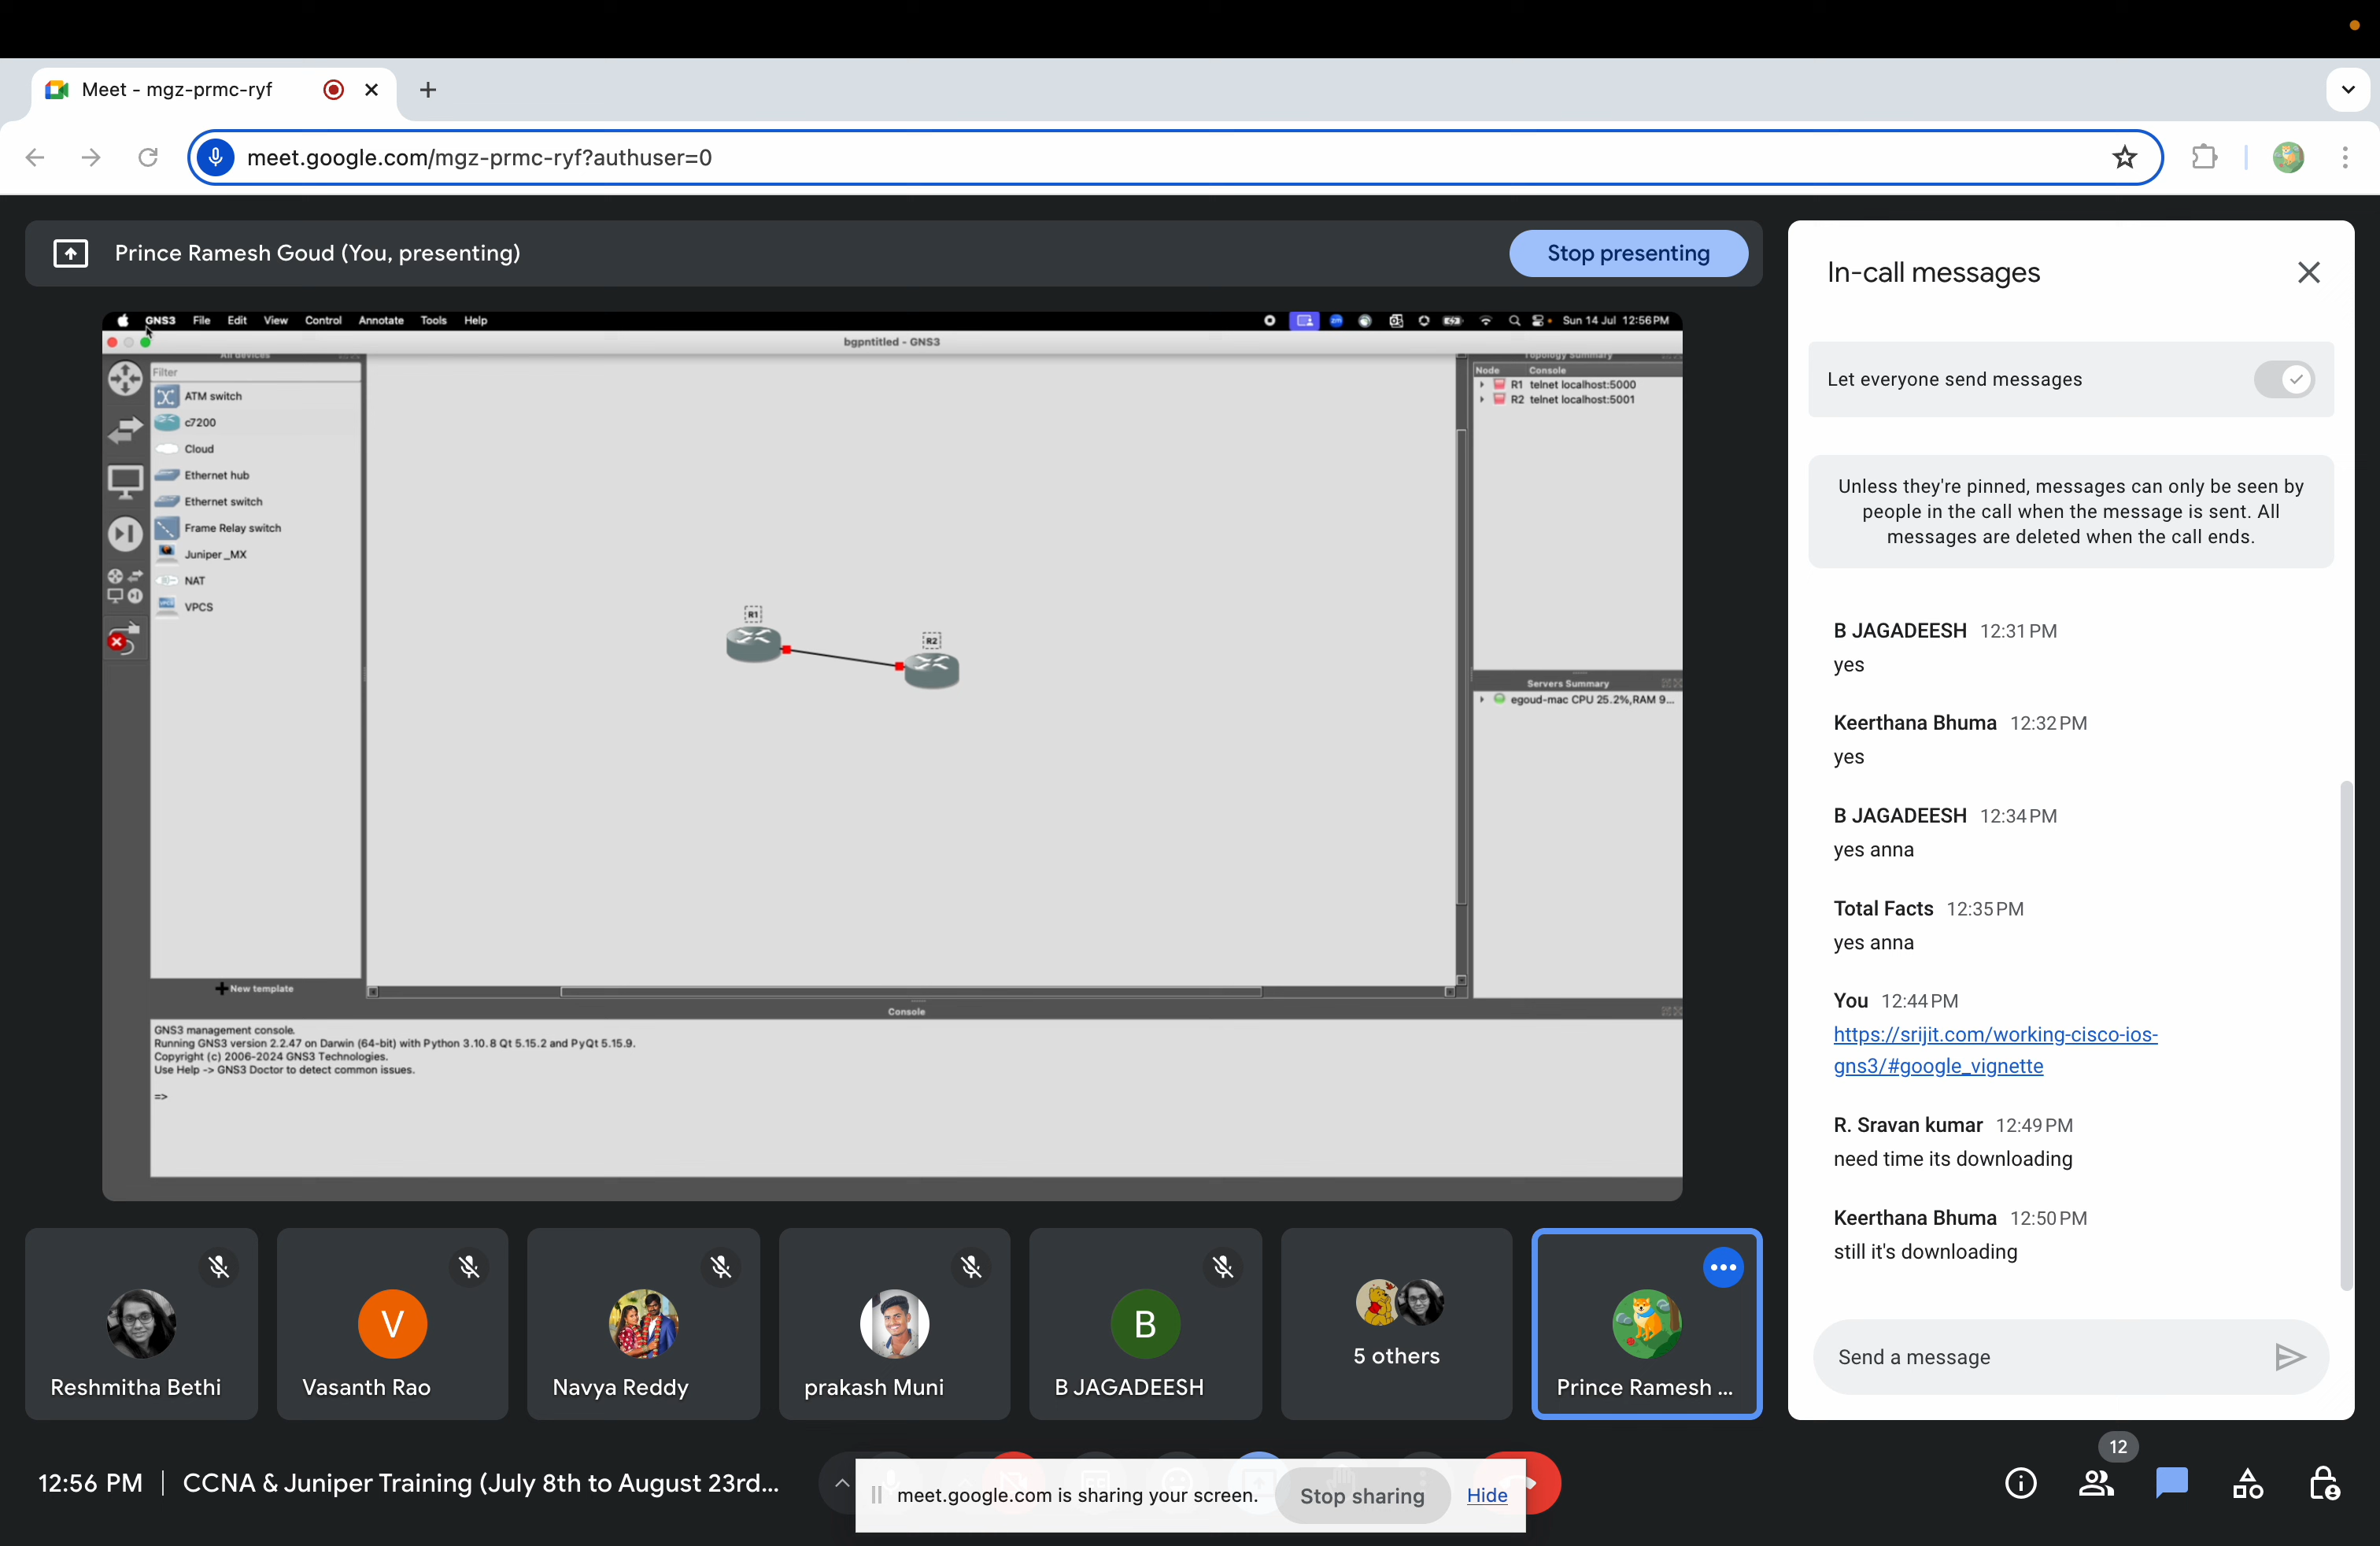 Meet - mgz-prmc-ryf
meet.google.com/mgz-prmc-ryf?authuser=0
Prince Ramesh Goud (You, presenting)
Stop presenting
GNS3 File Edit View Control Annotate Tools Help
Sun 14 Jul 12:56 PM
bgpntitled - GNS3
All devices
Filter
ATM switch
c7200
Cloud
Ethernet hub
Ethernet switch
Frame Relay switch
Juniper_MX
NAT
VPCS
New template
R1
R2
Topology Summary
Node Console
R1 telnet localhost:5000
R2 telnet localhost:5001
Servers Summary
egoud-mac CPU 25.2%,RAM 9...
Console
GNS3 management console.
Running GNS3 version 2.2.47 on Darwin (64-bit) with Python 3.10.8 Qt 5.15.2 and PyQt 5.15.9.
Copyright (c) 2006-2024 GNS3 Technologies.
Use Help -> GNS3 Doctor to detect common issues.
=>
In-call messages
Let everyone send messages
Unless they're pinned, messages can only be seen by
people in the call when the message is sent. All
messages are deleted when the call ends.
B JAGADEESH 12:31 PM
yes
Keerthana Bhuma 12:32 PM
yes
B JAGADEESH 12:34 PM
yes anna
Total Facts 12:35 PM
yes anna
You 12:44 PM
https://srijit.com/working-cisco-ios-
gns3/#google_vignette
R. Sravan kumar 12:49 PM
need time its downloading
Keerthana Bhuma 12:50 PM
still it's downloading
Send a message
Reshmitha Bethi
V
Vasanth Rao
Navya Reddy
prakash Muni
B
B JAGADEESH
5 others
Prince Ramesh ...
12:56 PM | CCNA & Juniper Training (July 8th to August 23rd...
meet.google.com is sharing your screen.
Stop sharing
Hide
12